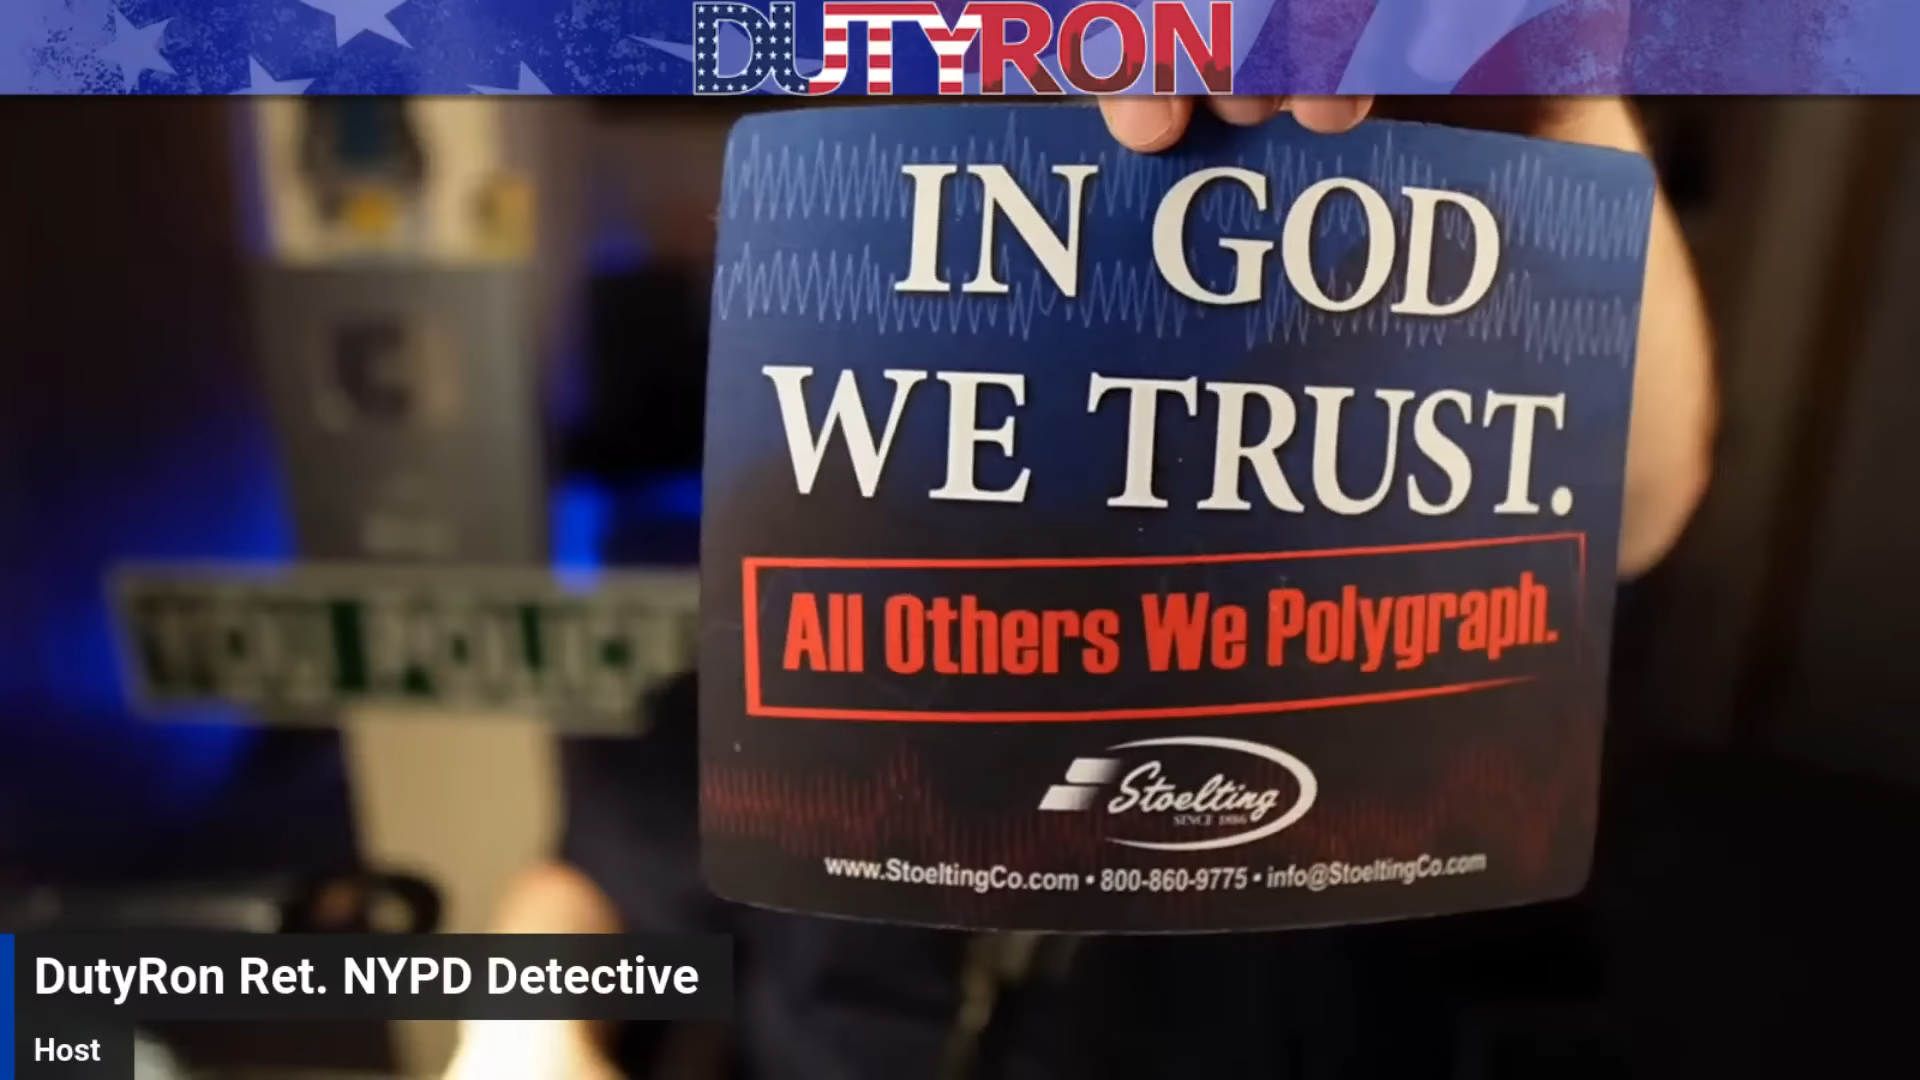 DUTYRON
IN GOD
WE TRUST.
All Others We Polygraph.
Stoelting
SINCE 1886
www.StoeltingCo.com • 800-860-9775 • info@StoeltingCo.com
DutyRon Ret. NYPD Detective
Host